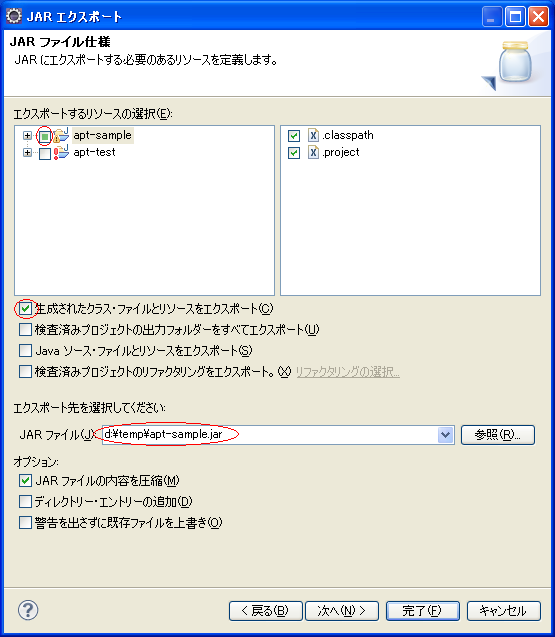 JAR エクスポート
JAR ファイル仕様
JAR にエクスポートする必要のあるリソースを定義します。
エクスポートするリソースの選択(E):
apt-sample
apt-test
.classpath
.project
生成されたクラス・ファイルとリソースをエクスポート(C)
検査済みプロジェクトの出力フォルダーをすべてエクスポート(U)
Java ソース・ファイルとリソースをエクスポート(S)
検査済みプロジェクトのリファクタリングをエクスポート。(X) リファクタリングの選択...
エクスポート先を選択してください:
JAR ファイル(J): d:¥temp¥apt-sample.jar 参照(R)...
オプション:
JAR ファイルの内容を圧縮(M)
ディレクトリー・エントリーの追加(D)
警告を出さずに既存ファイルを上書き(O)
? < 戻る(B) 次へ(N) > 完了(F) キャンセル